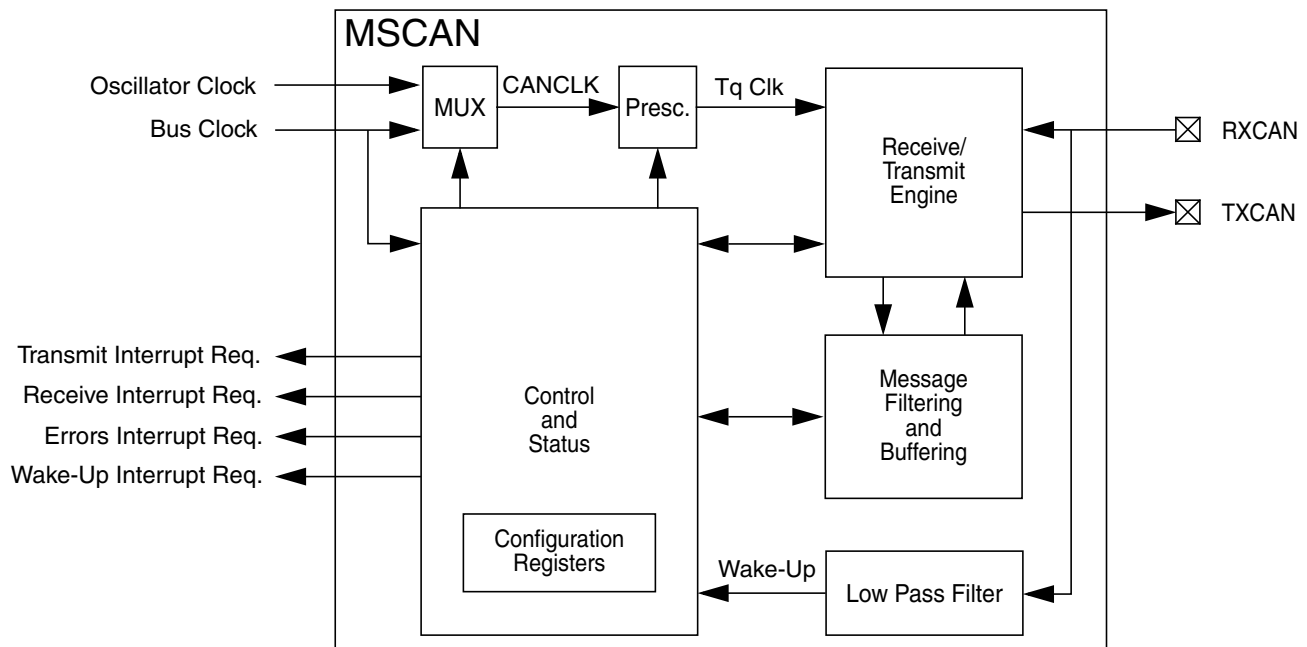 MSCAN
Oscillator Clock
Bus Clock
MUX
CANCLK
Presc.
Tq Clk
Receive/
Transmit
Engine
RXCAN
TXCAN
Transmit Interrupt Req.
Receive Interrupt Req.
Errors Interrupt Req.
Wake-Up Interrupt Req.
Control
and
Status
Message
Filtering
and
Buffering
Configuration
Registers
Wake-Up
Low Pass Filter